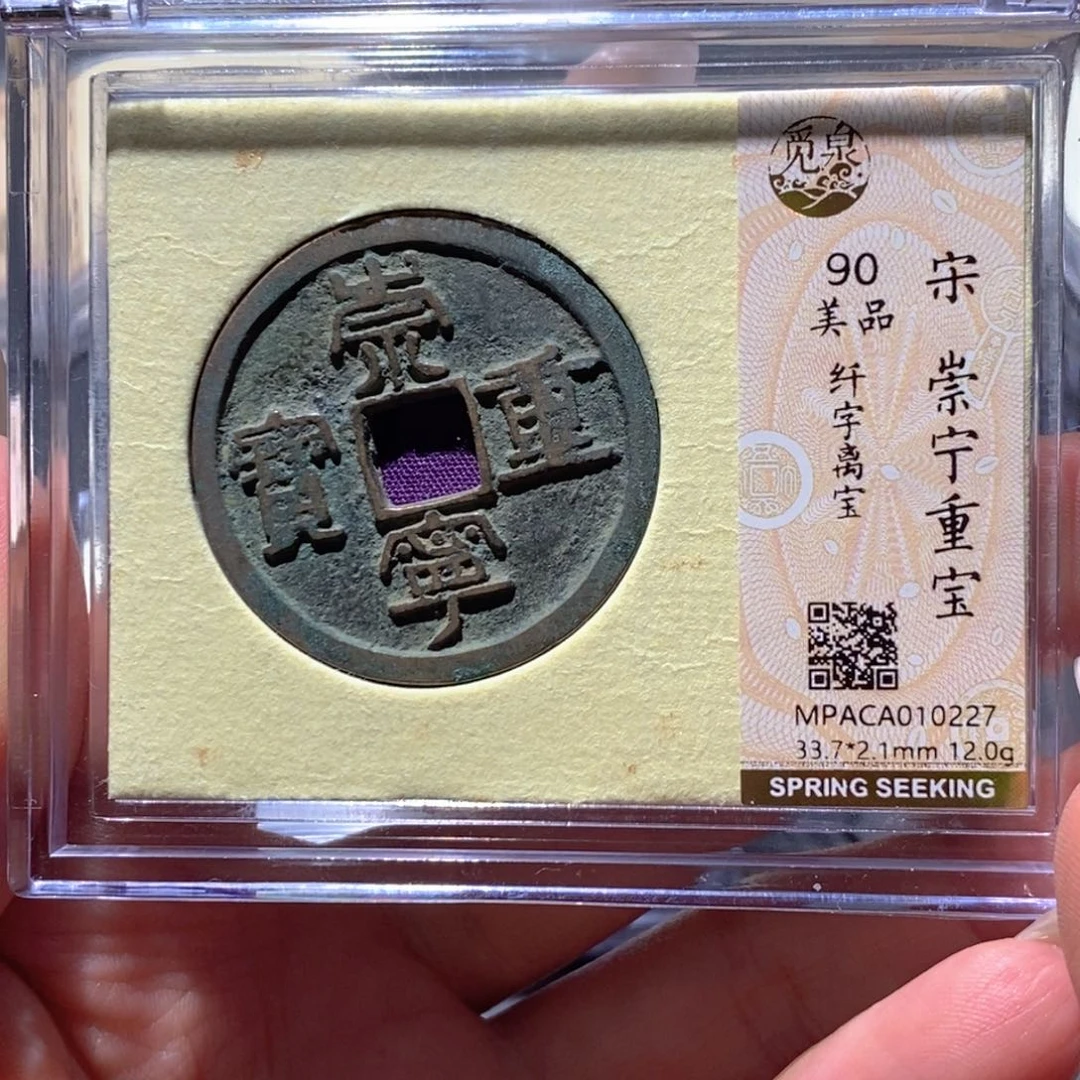 崇
重
寧
寶
觅泉
宋 崇宁重宝
90
美品
纤字离宝
MPACA010227
33.7*2.1mm 12.0g
SPRING SEEKING